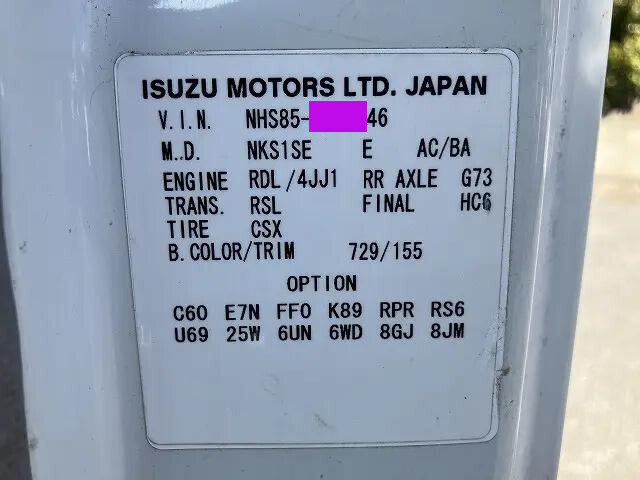 ISUZU MOTORS LTD. JAPAN
V.I.N. NHS85- 46
M.D. NKS1SE E AC/BA
ENGINE RDL/4JJ1 RR AXLE G73
TRANS. RSL FINAL HC6
TIRE CSX
B.COLOR/TRIM 729/155
OPTION
C60 E7N FF0 K89 RPR RS6
U69 25W 6UN 6WD 8GJ 8JM